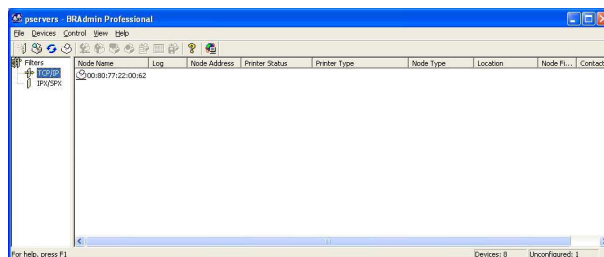 pservers - BRAdmin Professional
File Devices Control View Help
Filters
TCP/IP
IPX/SPX
Node Name Log Node Address Printer Status Printer Type Node Type Location Node Fi... Contact
00:80:77:22:00:62
For help, press F1
Devices: 8 Unconfigured: 1